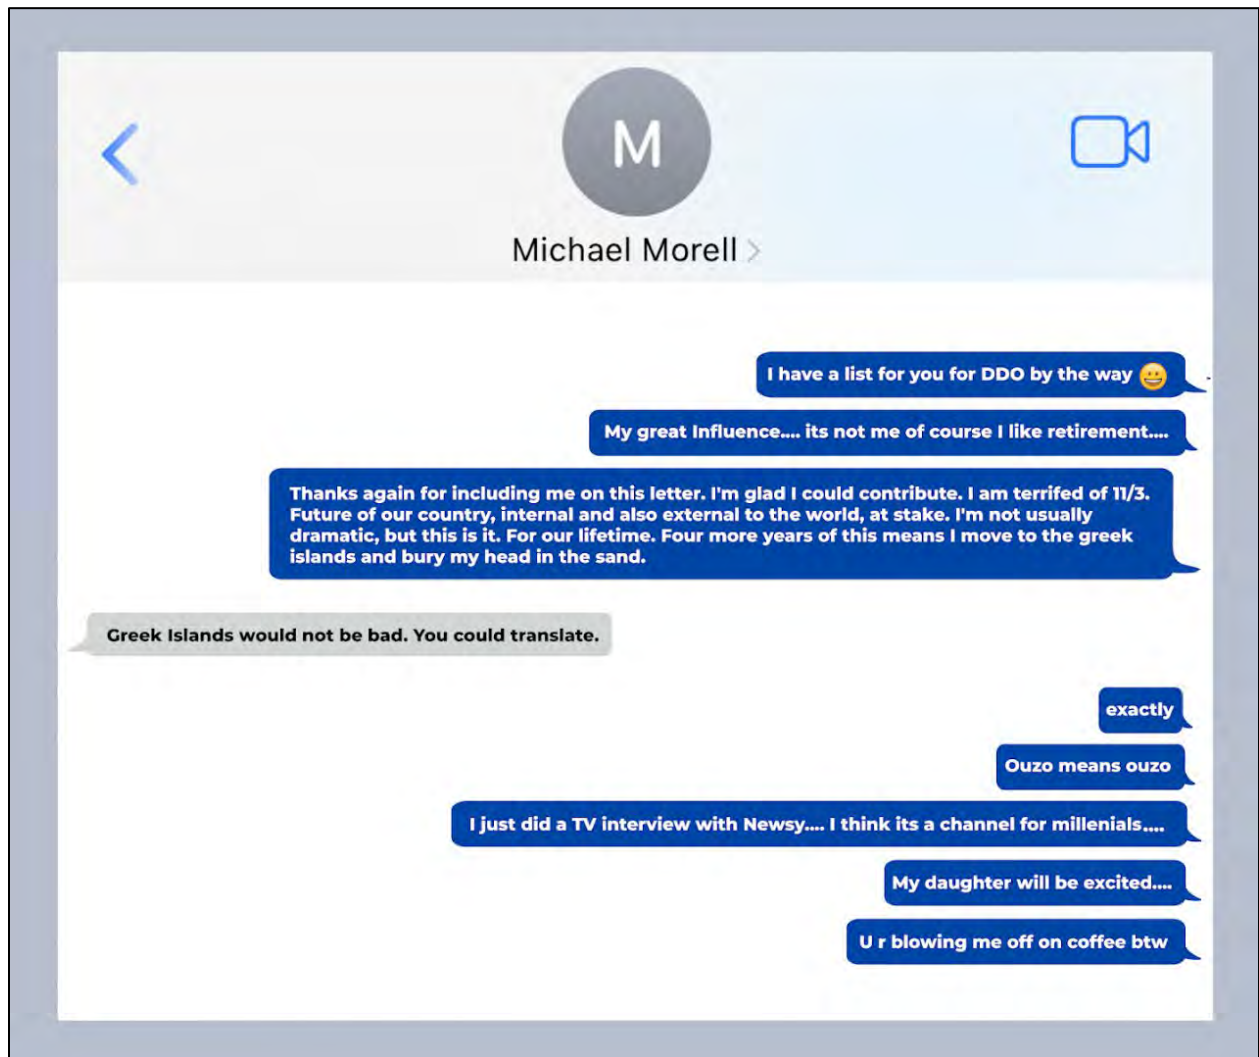 M
Michael Morell >
I have a list for you for DDO by the way 😀
My great Influence.... its not me of course I like retirement....
Thanks again for including me on this letter. I'm glad I could contribute. I am terrifed of 11/3.
Future of our country, internal and also external to the world, at stake. I'm not usually
dramatic, but this is it. For our lifetime. Four more years of this means I move to the greek
islands and bury my head in the sand.
Greek Islands would not be bad. You could translate.
exactly
Ouzo means ouzo
I just did a TV interview with Newsy.... I think its a channel for millenials....
My daughter will be excited....
U r blowing me off on coffee btw